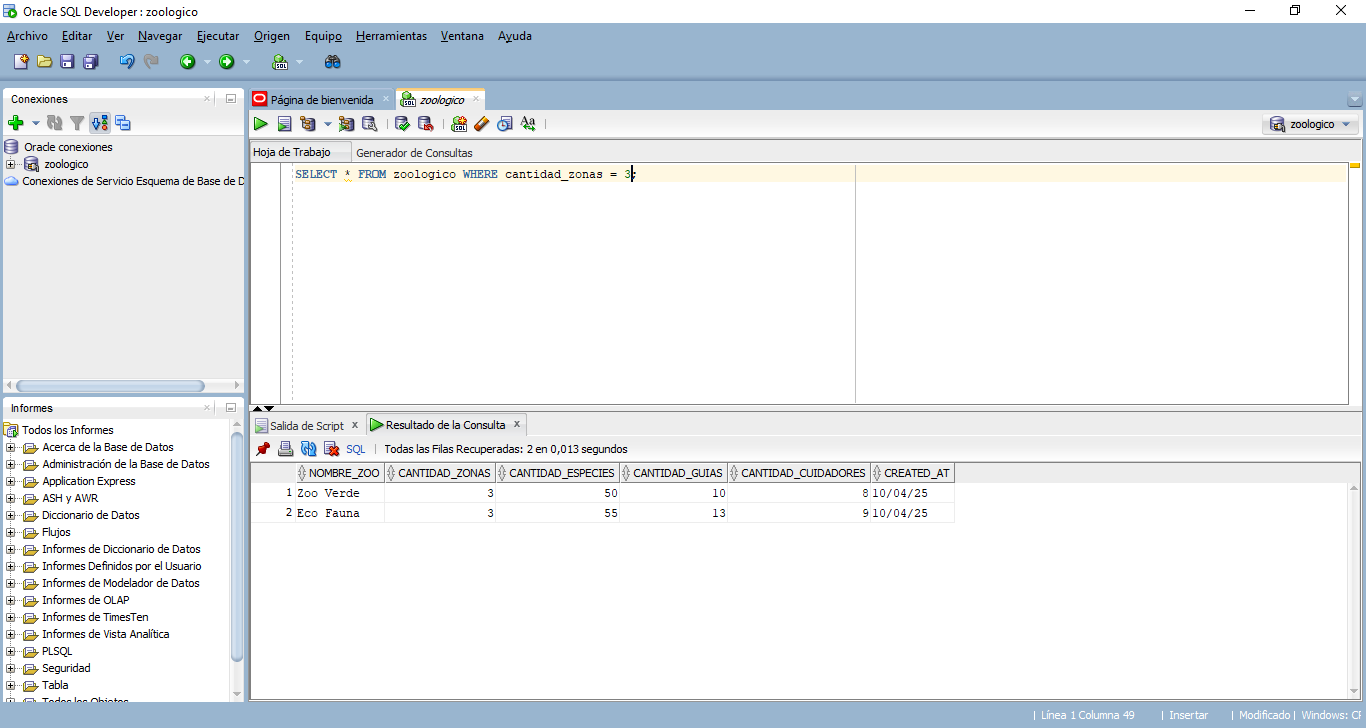 Oracle SQL Developer : zoologico
Archivo Editar Ver Navegar Ejecutar Origen Equipo Herramientas Ventana Ayuda
Conexiones
Oracle conexiones
zoologico
Conexiones de Servicio Esquema de Base de D
Página de bienvenida
zoologico
zoologico
Hoja de Trabajo Generador de Consultas
SELECT * FROM zoologico WHERE cantidad_zonas = 3;
Informes
Todos los Informes
Acerca de la Base de Datos
Administración de la Base de Datos
Application Express
ASH y AWR
Diccionario de Datos
Flujos
Informes de Diccionario de Datos
Informes Definidos por el Usuario
Informes de Modelador de Datos
Informes de OLAP
Informes de TimesTen
Informes de Vista Analítica
PLSQL
Seguridad
Tabla
Todos los Objetos
Salida de Script x Resultado de la Consulta x
SQL | Todas las Filas Recuperadas: 2 en 0,013 segundos
NOMBRE_ZOO CANTIDAD_ZONAS CANTIDAD_ESPECIES CANTIDAD_GUIAS CANTIDAD_CUIDADORES CREATED_AT
1 Zoo Verde 3 50 10 8 10/04/25
2 Eco Fauna 3 55 13 9 10/04/25
| Línea 1 Columna 49 | Insertar | Modificado | Windows: CF